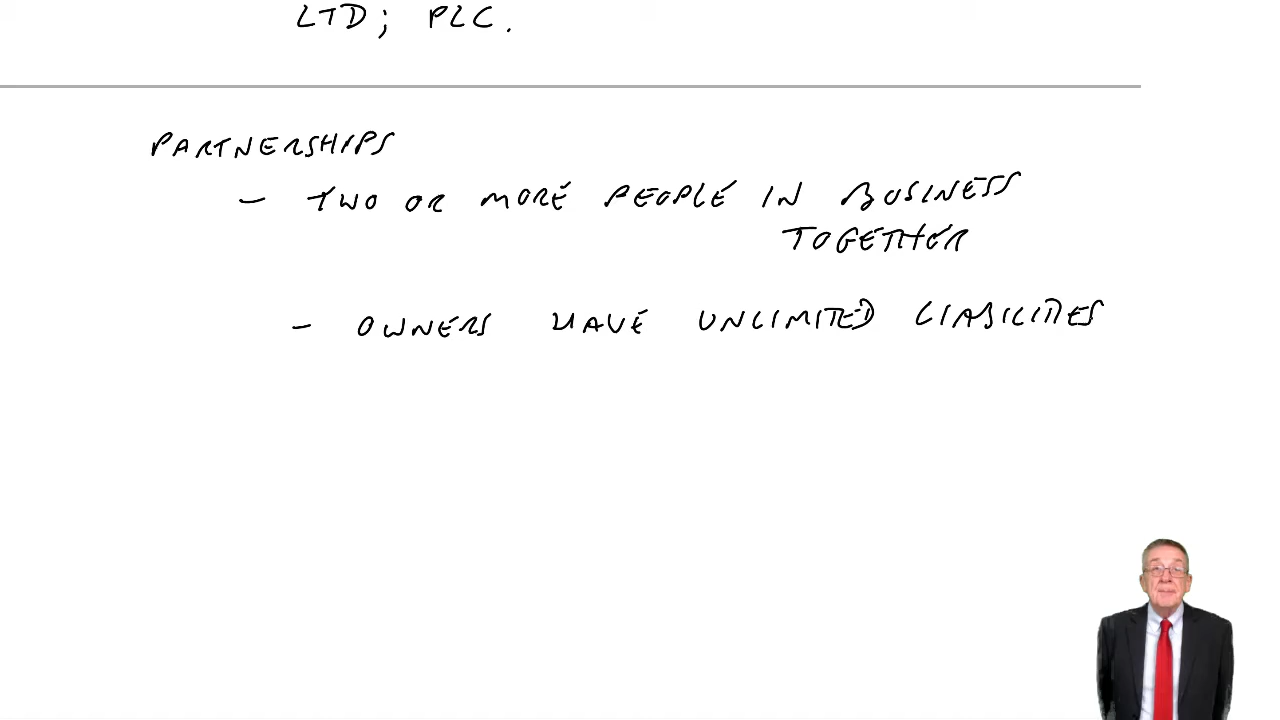 LTD; PLC.
PARTNERSHIPS
- TWO OR MORE PEOPLE IN BUSINESS
TOGETHER
- OWNERS HAVE UNLIMITED LIABILITIES